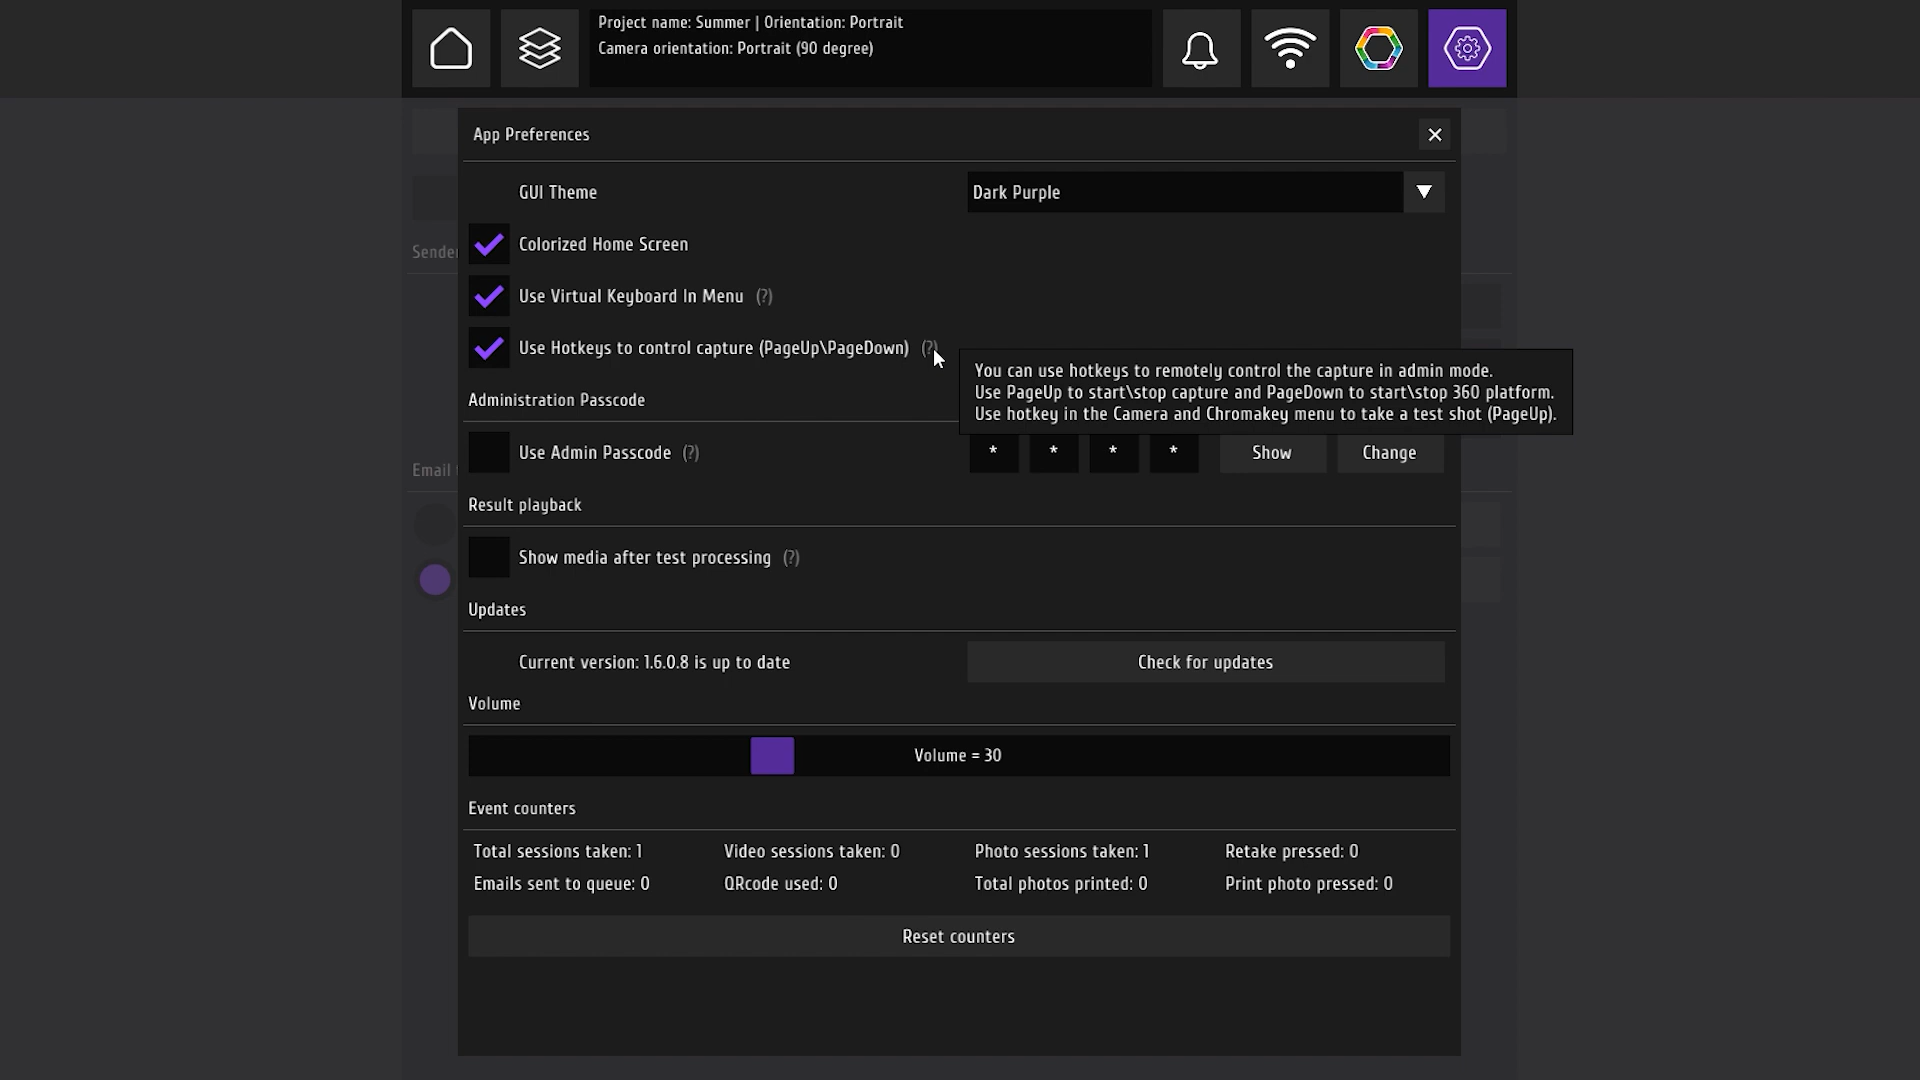 Project name: Summer | Orientation: Portrait
Camera orientation: Portrait (90 degree)
App Preferences
GUI Theme
Dark Purple
Colorized Home Screen
Use Virtual Keyboard In Menu (?)
Use Hotkeys to control capture (PageUp\PageDown) (?)
You can use hotkeys to remotely control the capture in admin mode.
Use PageUp to start\stop capture and PageDown to start\stop 360 platform.
Use hotkey in the Camera and Chromakey menu to take a test shot (PageUp).
Administration Passcode
Use Admin Passcode (?)
* * * * Show Change
Result playback
Show media after test processing (?)
Updates
Current version: 1.6.0.8 is up to date
Check for updates
Volume
Volume = 30
Event counters
Total sessions taken: 1 Video sessions taken: 0 Photo sessions taken: 1 Retake pressed: 0
Emails sent to queue: 0 QRcode used: 0 Total photos printed: 0 Print photo pressed: 0
Reset counters
Email